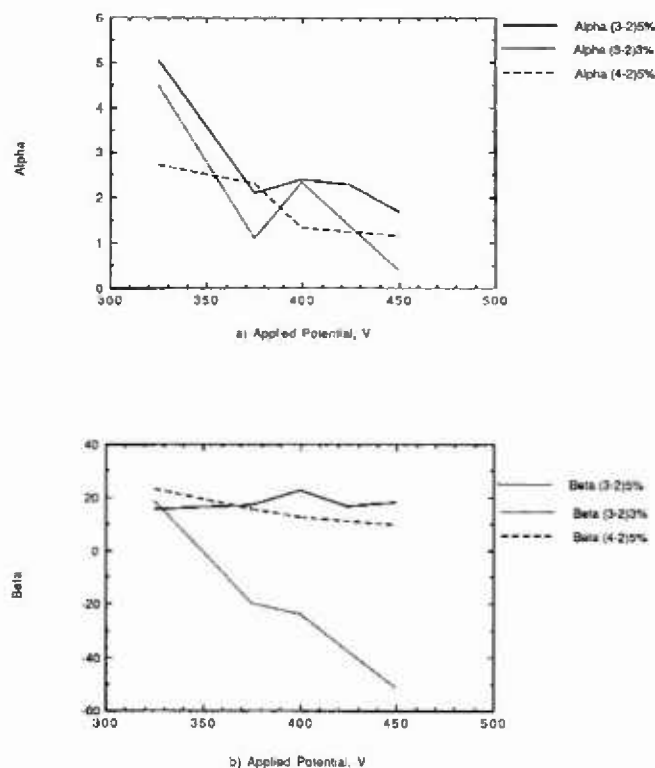 6
5
4
3
2
1
0
Alpha
300 350 400 450 500
a) Applied Potential, V
Alpha (3-2)5%
Alpha (3-2)3%
Alpha (4-2)5%
40
20
0
-20
-40
-60
Beta
300 350 400 450 500
b) Applied Potential, V
Beta (3-2)5%
Beta (3-2)3%
Beta (4-2)5%